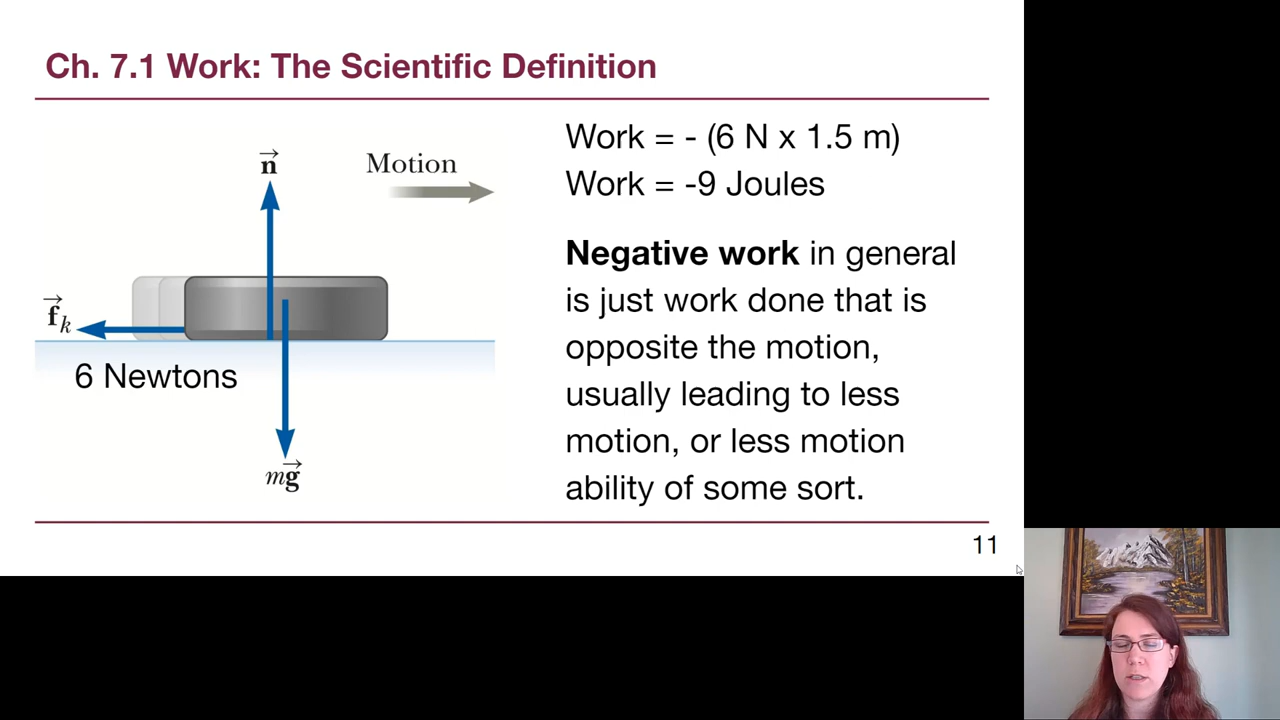 Ch. 7.1 Work: The Scientific Definition
n
Motion
f_k
6 Newtons
mg
Work = - (6 N x 1.5 m)
Work = -9 Joules
Negative work in general
is just work done that is
opposite the motion,
usually leading to less
motion, or less motion
ability of some sort.
11